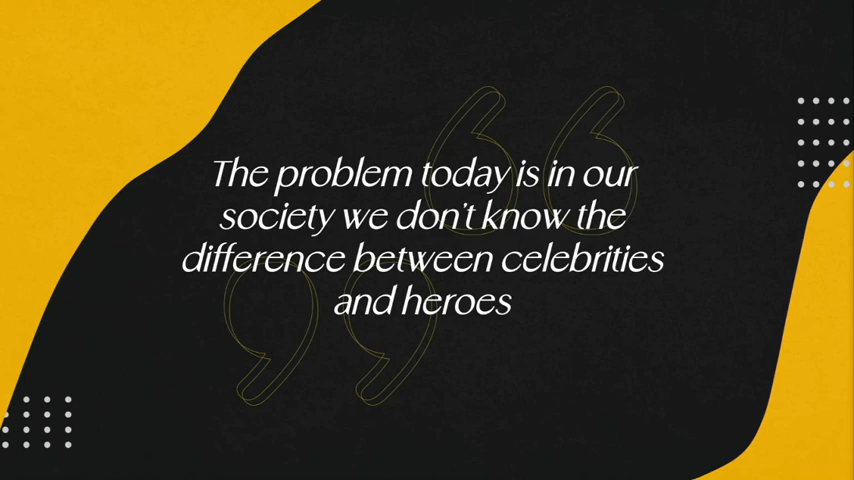 The problem today is in our
society we don't know the
difference between celebrities
and heroes